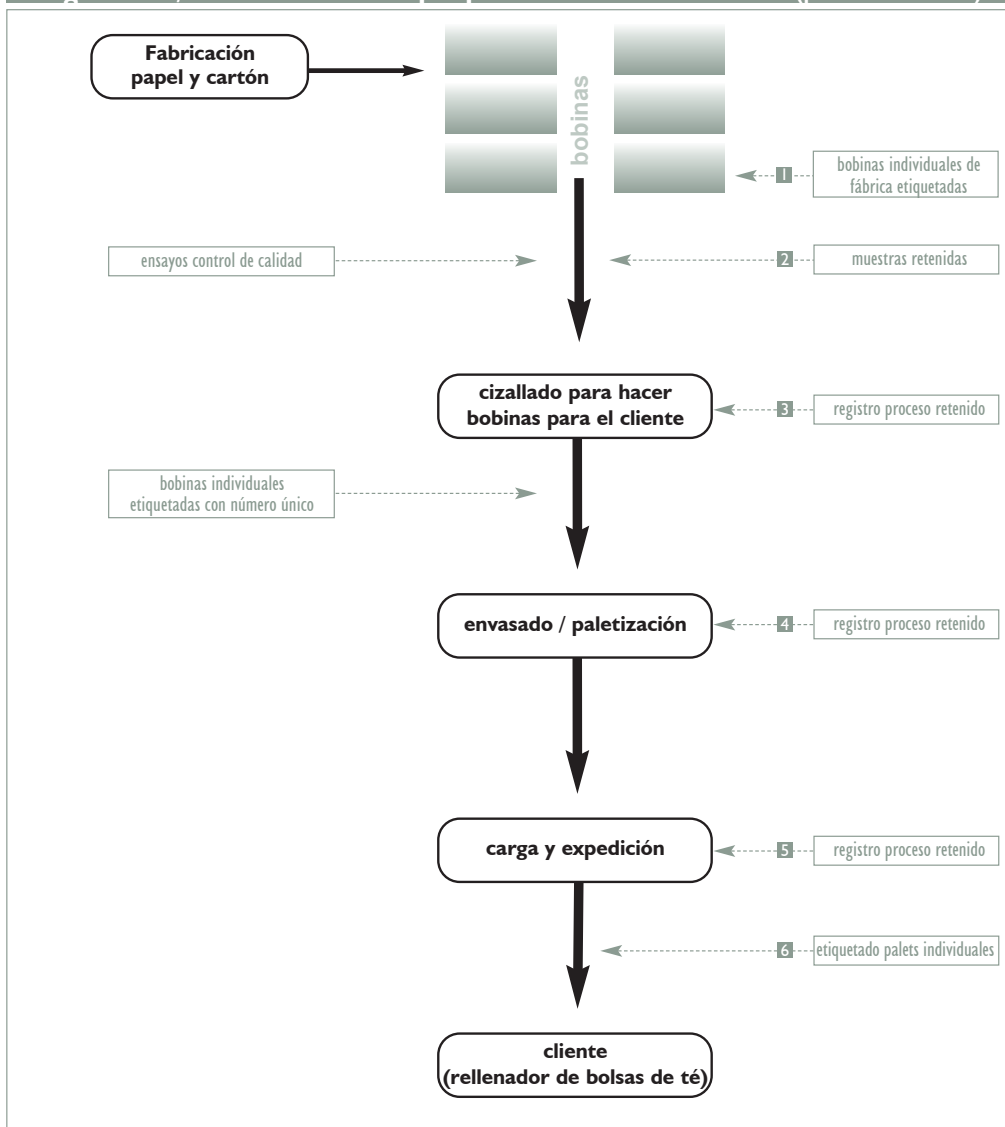 Fabricación
papel y cartón
bobinas
1
bobinas individuales de
fábrica etiquetadas
ensayos control de calidad
2
muestras retenidas
cizallado para hacer
bobinas para el cliente
3
registro proceso retenido
bobinas individuales
etiquetadas con número único
envasado / paletización
4
registro proceso retenido
carga y expedición
5
registro proceso retenido
6
etiquetado palets individuales
cliente
(rellenador de bolsas de té)